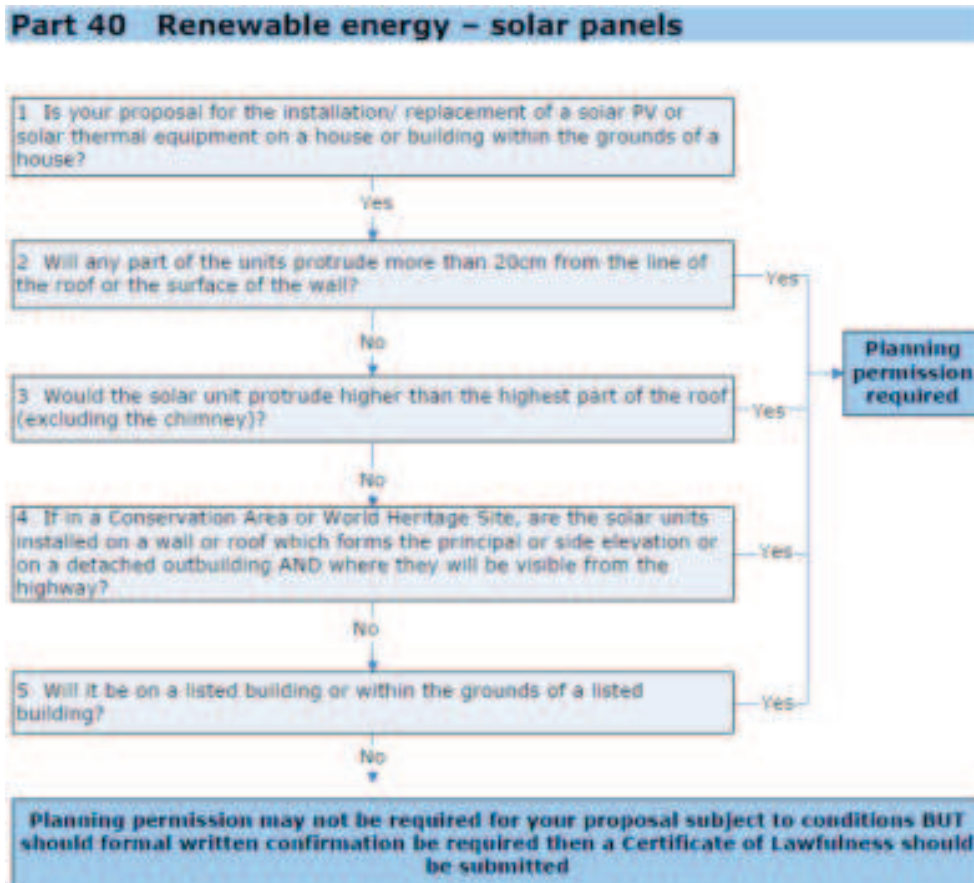 Part 40 Renewable energy – solar panels
1 Is your proposal for the installation/ replacement of a solar PV or
solar thermal equipment on a house or building within the grounds of a
house?
Yes
2 Will any part of the units protrude more than 20cm from the line of
the roof or the surface of the wall?
Yes
No
Planning
permission
required
3 Would the solar unit protrude higher than the highest part of the roof
(excluding the chimney)?
Yes
No
4 If in a Conservation Area or World Heritage Site, are the solar units
installed on a wall or roof which forms the principal or side elevation or
on a detached outbuilding AND where they will be visible from the
highway?
Yes
No
5 Will it be on a listed building or within the grounds of a listed
building?
Yes
No
Planning permission may not be required for your proposal subject to conditions BUT
should formal written confirmation be required then a Certificate of Lawfulness should
be submitted